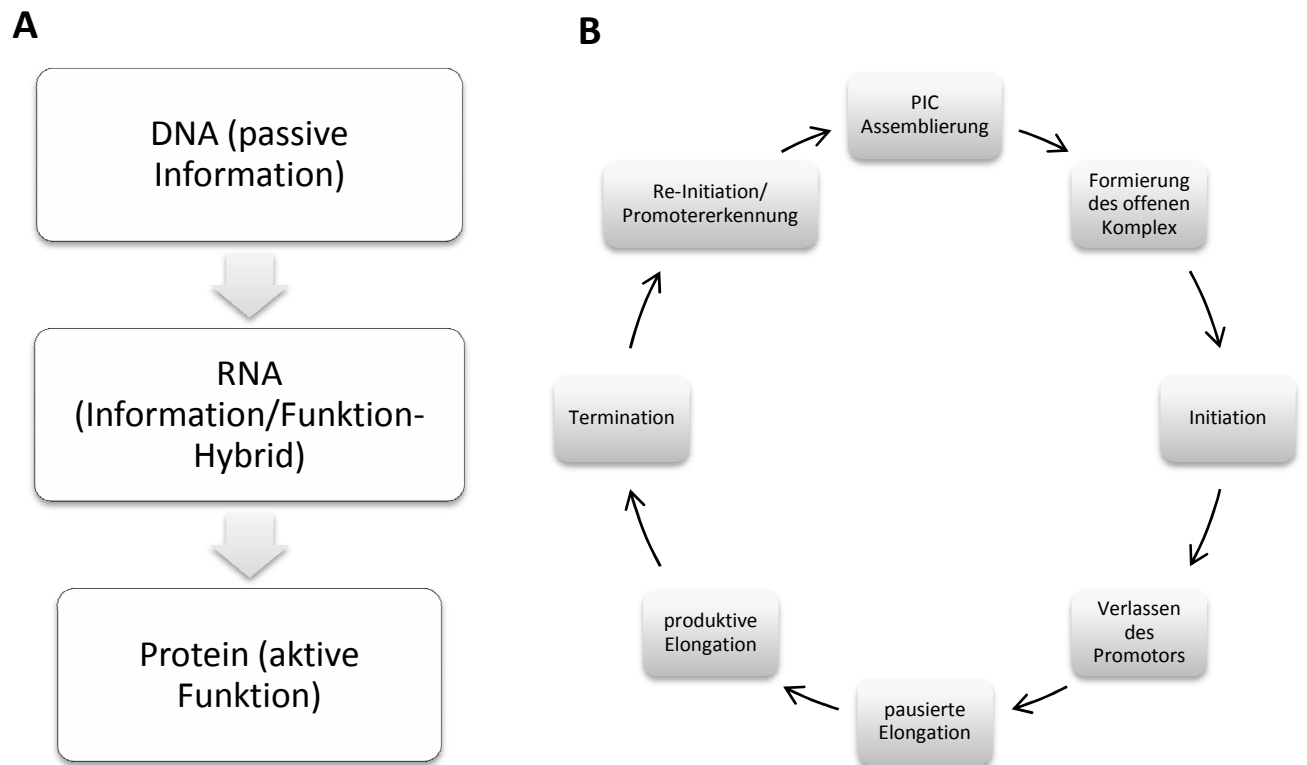 A
DNA (passive
Information)
RNA
(Information/Funktion-
Hybrid)
Protein (aktive
Funktion)
B
PIC
Assemblierung
Formierung
des offenen
Komplex
Initiation
Verlassen
des
Promotors
pausierte
Elongation
produktive
Elongation
Termination
Re-Initiation/
Promotererkennung